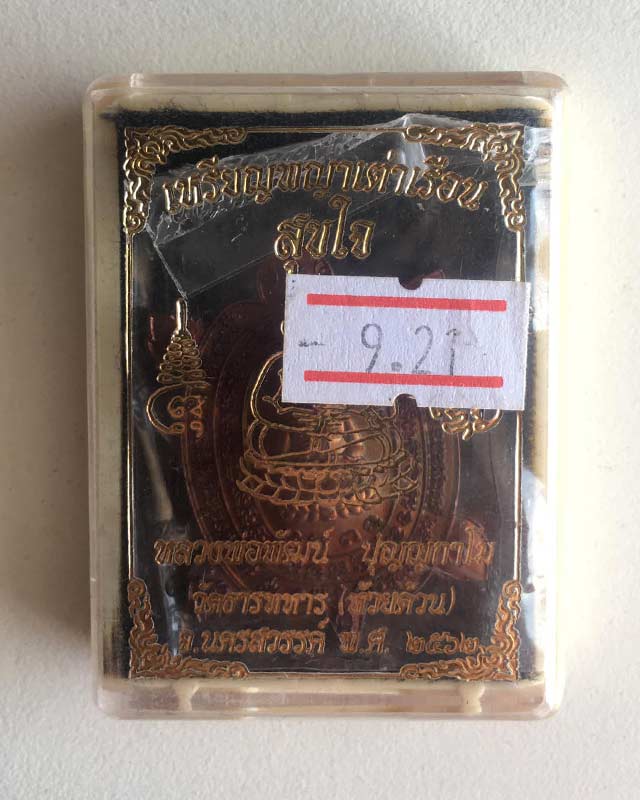 เหรียญพญาเต่าเรือน
สุขใจ
- 9.21
หลวงพ่อพัฒน์ ปุญฺญกาโม
วัดธารทหาร (ห้วยด้วน)
จ.นครสวรรค์ พ.ศ. ๒๕๖๒